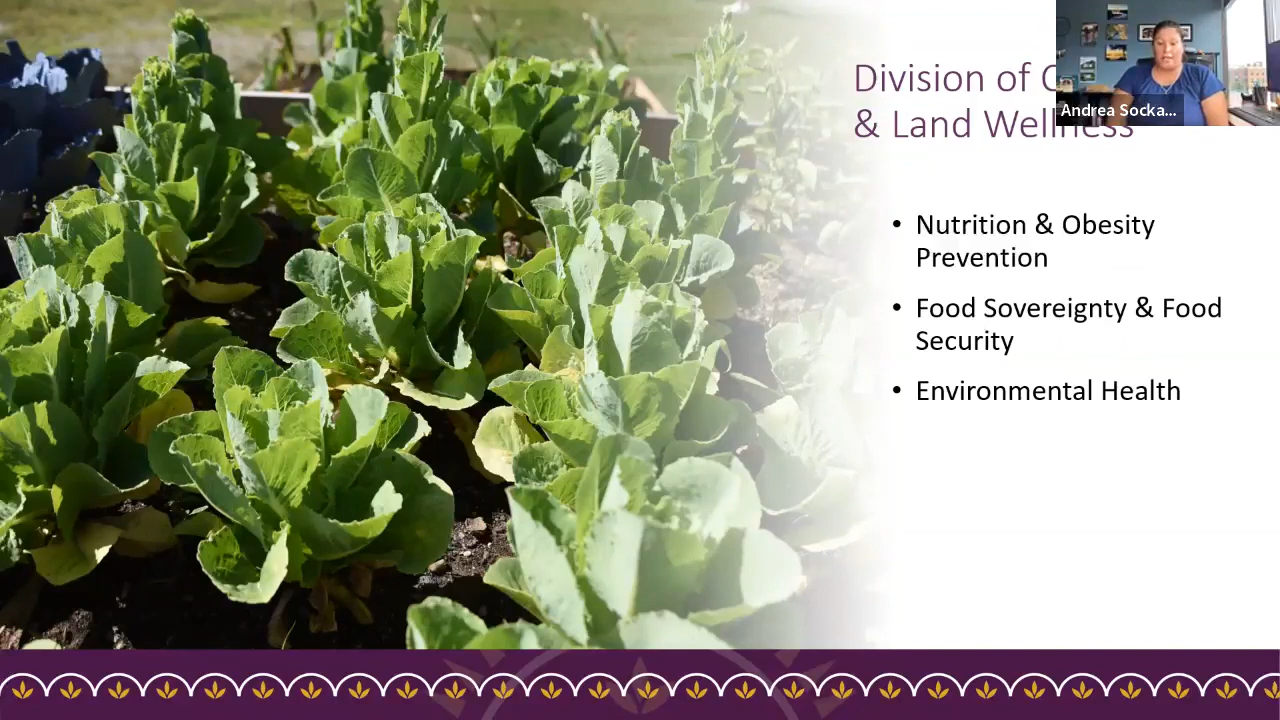 Division of
& Land Wellness
Andrea Socka...
• Nutrition & Obesity
Prevention
• Food Sovereignty & Food
Security
• Environmental Health